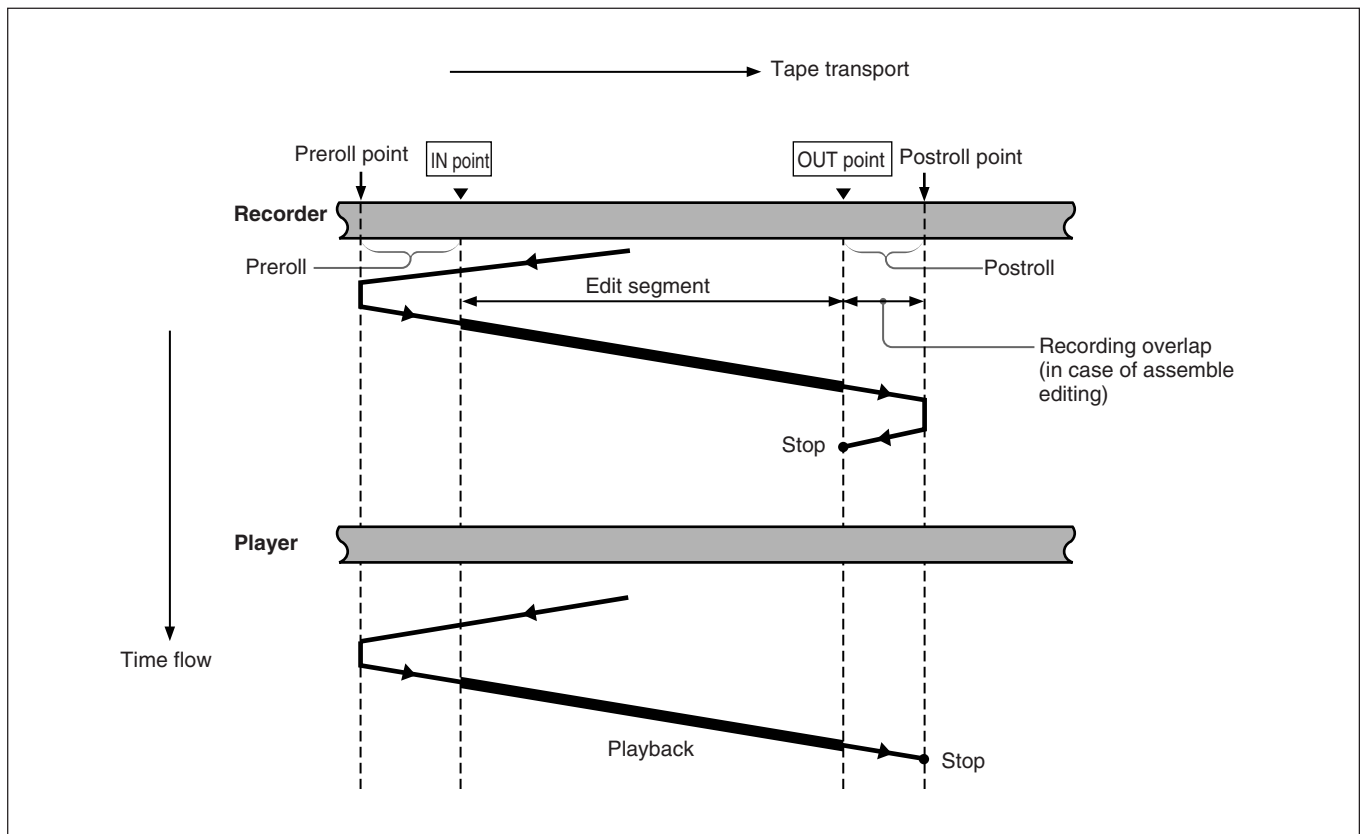 Tape transport
Preroll point
IN point
OUT point
Postroll point
Recorder
Preroll
Postroll
Edit segment
Recording overlap
(in case of assemble
editing)
Stop
Player
Time flow
Playback
Stop